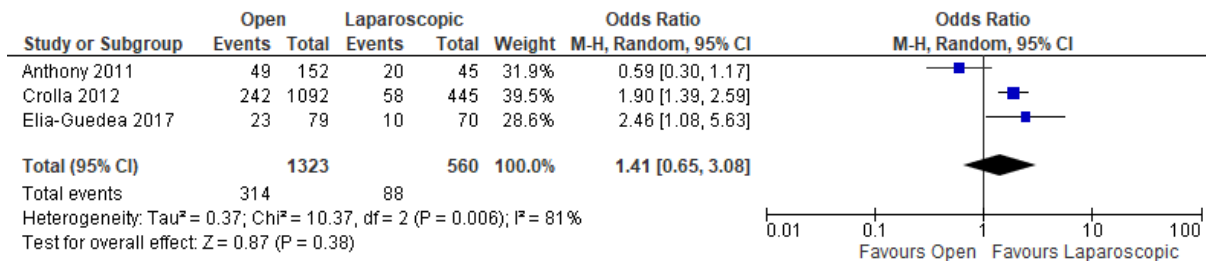 Open Laparoscopic Odds Ratio Odds Ratio
Study or Subgroup Events Total Events Total Weight M-H, Random, 95% CI M-H, Random, 95% CI
Anthony 2011 49 152 20 45 31.9% 0.59 [0.30, 1.17]
Crolla 2012 242 1092 58 445 39.5% 1.90 [1.39, 2.59]
Elia-Guedea 2017 23 79 10 70 28.6% 2.46 [1.08, 5.63]
Total (95% CI) 1323 560 100.0% 1.41 [0.65, 3.08]
Total events 314 88
Heterogeneity: Tau² = 0.37; Chi² = 10.37, df = 2 (P = 0.006); I² = 81%
Test for overall effect: Z = 0.87 (P = 0.38)
0.01 0.1 1 10 100
Favours Open Favours Laparoscopic